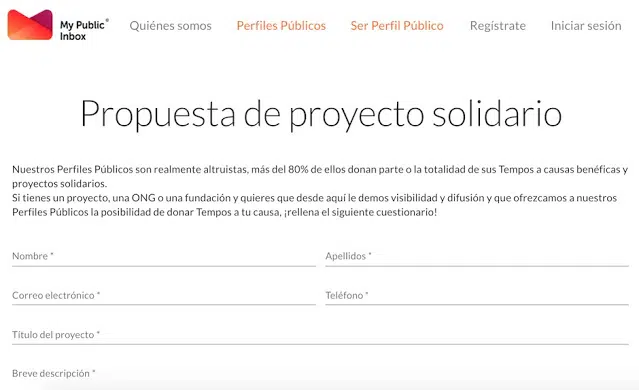 My Public®
Inbox
Quiénes somos
Perfiles Públicos
Ser Perfil Público
Regístrate
Iniciar sesión
Propuesta de proyecto solidario
Nuestros Perfiles Públicos son realmente altruistas, más del 80% de ellos donan parte o la totalidad de sus Tempos a causas benéficas y
proyectos solidarios.
Si tienes un proyecto, una ONG o una fundación y quieres que desde aquí le demos visibilidad y difusión y que ofrezcamos a nuestros
Perfiles Públicos la posibilidad de donar Tempos a tu causa, ¡rellena el siguiente cuestionario!
Nombre *
Apellidos *
Correo electrónico *
Teléfono *
Título del proyecto *
Breve descripción *